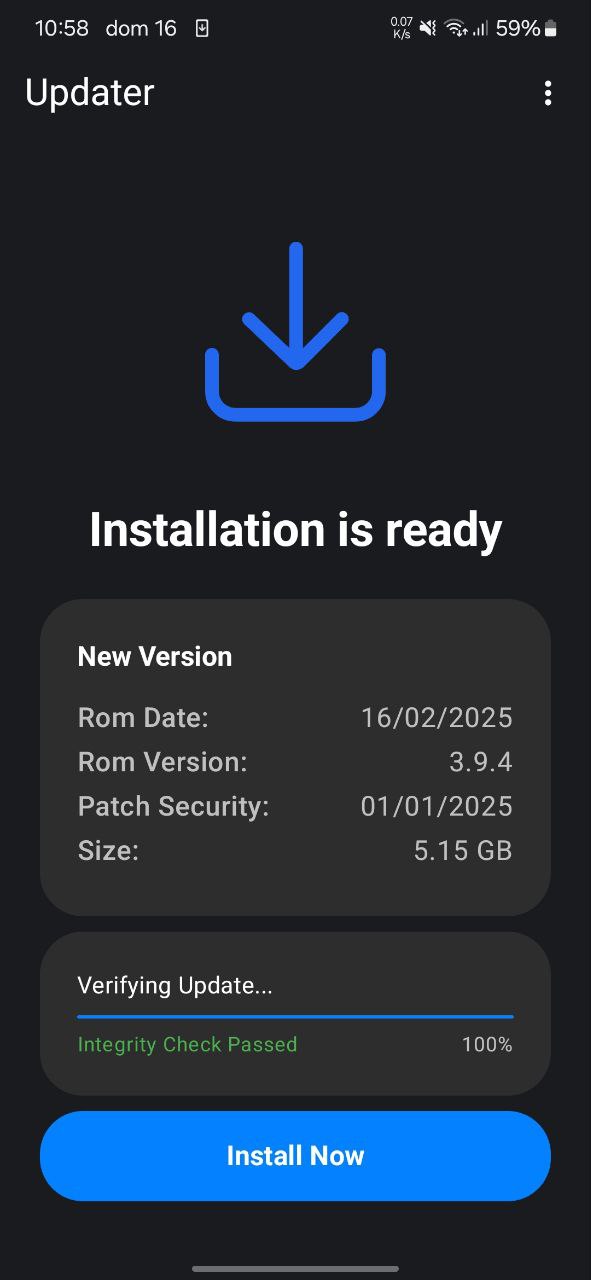 10:58 dom 16 0.07 K/s 59%
Updater
Installation is ready
New Version
Rom Date: 16/02/2025
Rom Version: 3.9.4
Patch Security: 01/01/2025
Size: 5.15 GB
Verifying Update...
Integrity Check Passed 100%
Install Now